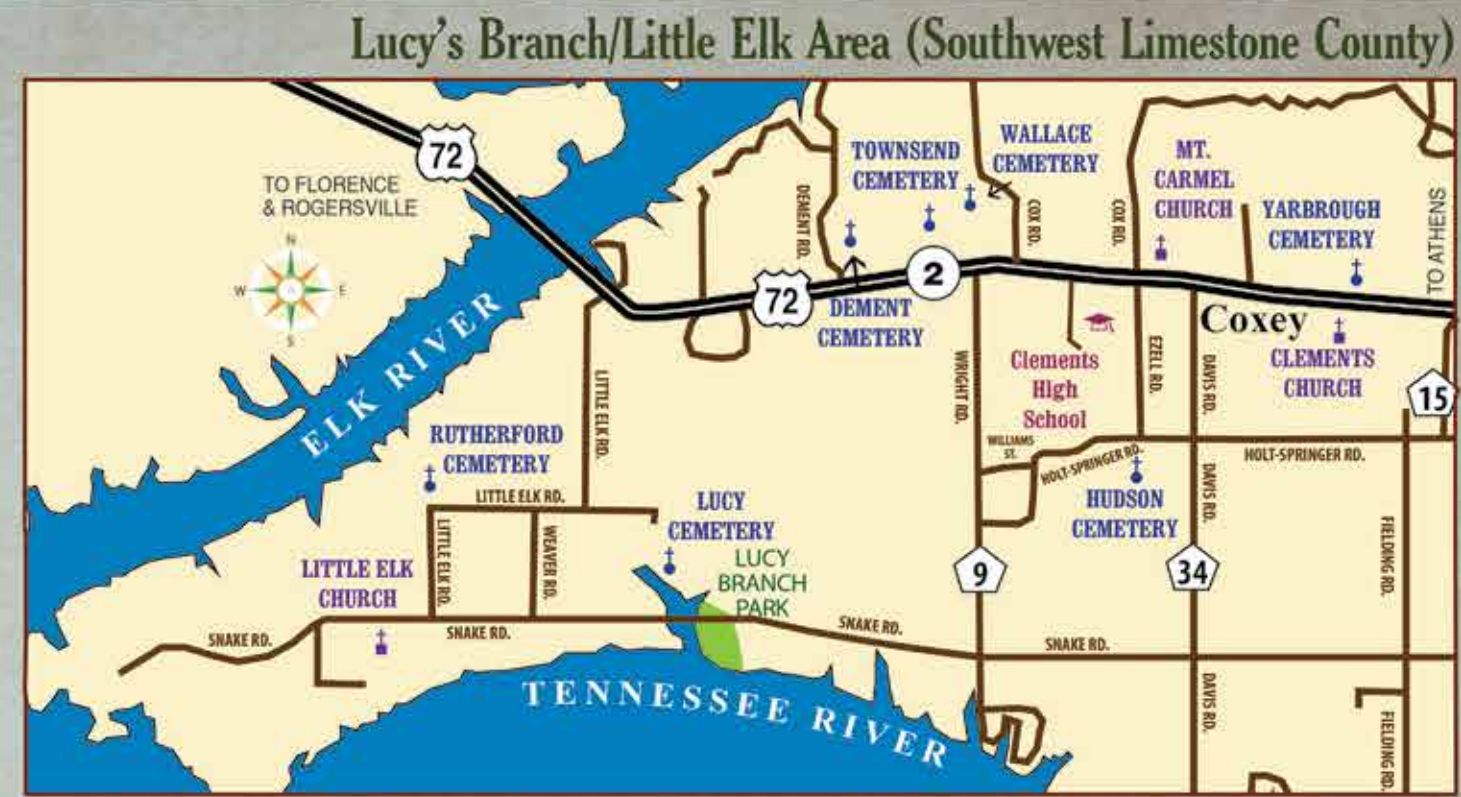 Lucy's Branch/Little Elk Area (Southwest Limestone County)
72
TO FLORENCE
& ROGERSVILLE
N
W
E
S
ELK RIVER
TOWNSEND
CEMETERY
WALLACE
CEMETERY
MT.
CARMEL
CHURCH
YARBROUGH
CEMETERY
DEMENT RD.
COX RD.
COX RD.
TO ATHENS
72
2
DEMENT
CEMETERY
Coxey
CLEMENTS
CHURCH
15
Clements
High
School
WRIGHT RD.
EZELL RD.
DAVIS RD.
LITTLE ELK RD.
RUTHERFORD
CEMETERY
LITTLE ELK RD.
WILLIAMS
ST.
HOLT-SPRINGER RD.
HOLT-SPRINGER RD.
HUDSON
CEMETERY
DAVIS RD.
LUCY
CEMETERY
LUCY
BRANCH
PARK
LITTLE ELK RD.
WEAVER RD.
LITTLE ELK
CHURCH
9
34
FIELDING RD.
SNAKE RD.
SNAKE RD.
SNAKE RD.
SNAKE RD.
TENNESSEE RIVER
DAVIS RD.
FIELDING RD.